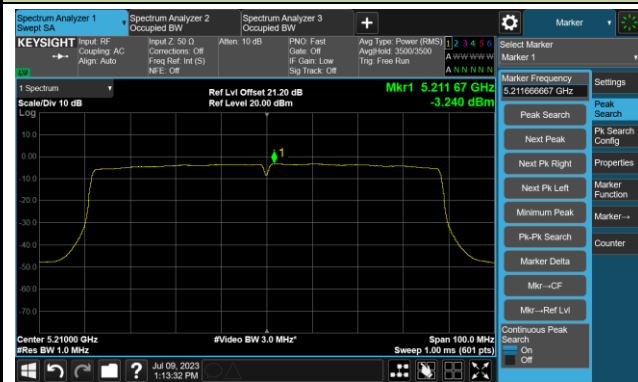 Spectrum Analyzer 1
Swept SA
Spectrum Analyzer 2
Occupied BW
Spectrum Analyzer 3
Occupied BW
+
Marker
KEYSIGHT
Input: RF
Coupling: AC
Align: Auto
Input Z: 50 Ω
Corrections: Off
Freq Ref: Int (S)
NFE: Off
Atten: 10 dB
PNO: Fast
Gate: Off
IF Gain: Low
Sig Track: Off
Avg Type: Power (RMS)
Avg|Hold: 3500/3500
Trig: Free Run
1 2 3 4 5 6
A W W W W W
A N N N N N
LVI
Select Marker
Marker 1
1 Spectrum
Scale/Div 10 dB
Log
Ref Lvl Offset 21.20 dB
Ref Level 20.00 dBm
Mkr1 5.211 67 GHz
-3.240 dBm
10.0
0.00
-10.0
-20.0
-30.0
-40.0
-50.0
-60.0
-70.0
1
Center 5.21000 GHz
#Res BW 1.0 MHz
#Video BW 3.0 MHz*
Span 100.0 MHz
Sweep 1.00 ms (601 pts)
Marker Frequency
5.211666667 GHz
Peak Search
Next Peak
Next Pk Right
Next Pk Left
Minimum Peak
Pk-Pk Search
Marker Delta
Mkr→CF
Mkr→Ref Lvl
Continuous Peak
Search
On
Off
Settings
Peak
Search
Pk Search
Config
Properties
Marker
Function
Marker→
Counter
?
Jul 09, 2023
1:13:32 PM